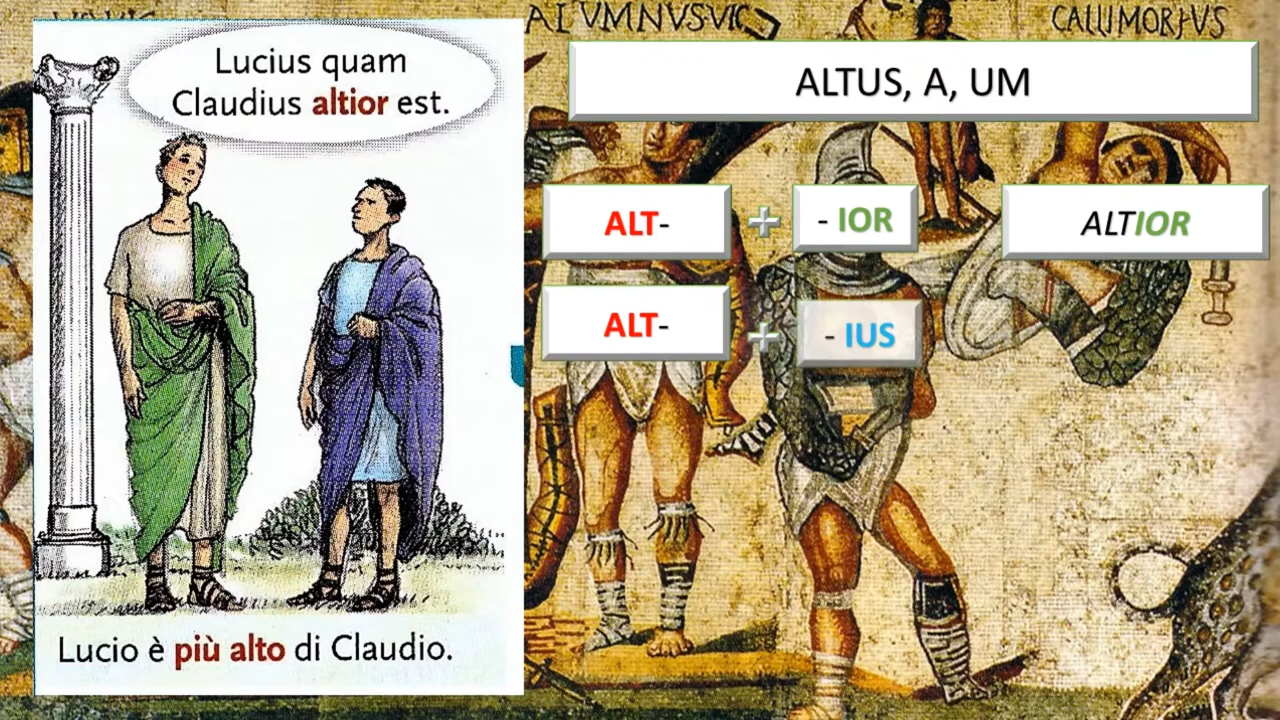 Lucius quam
Claudius altior est.
Lucio è più alto di Claudio.
ALTUS, A, UM
ALT- + - IOR ALTIOR
ALT- + - IUS